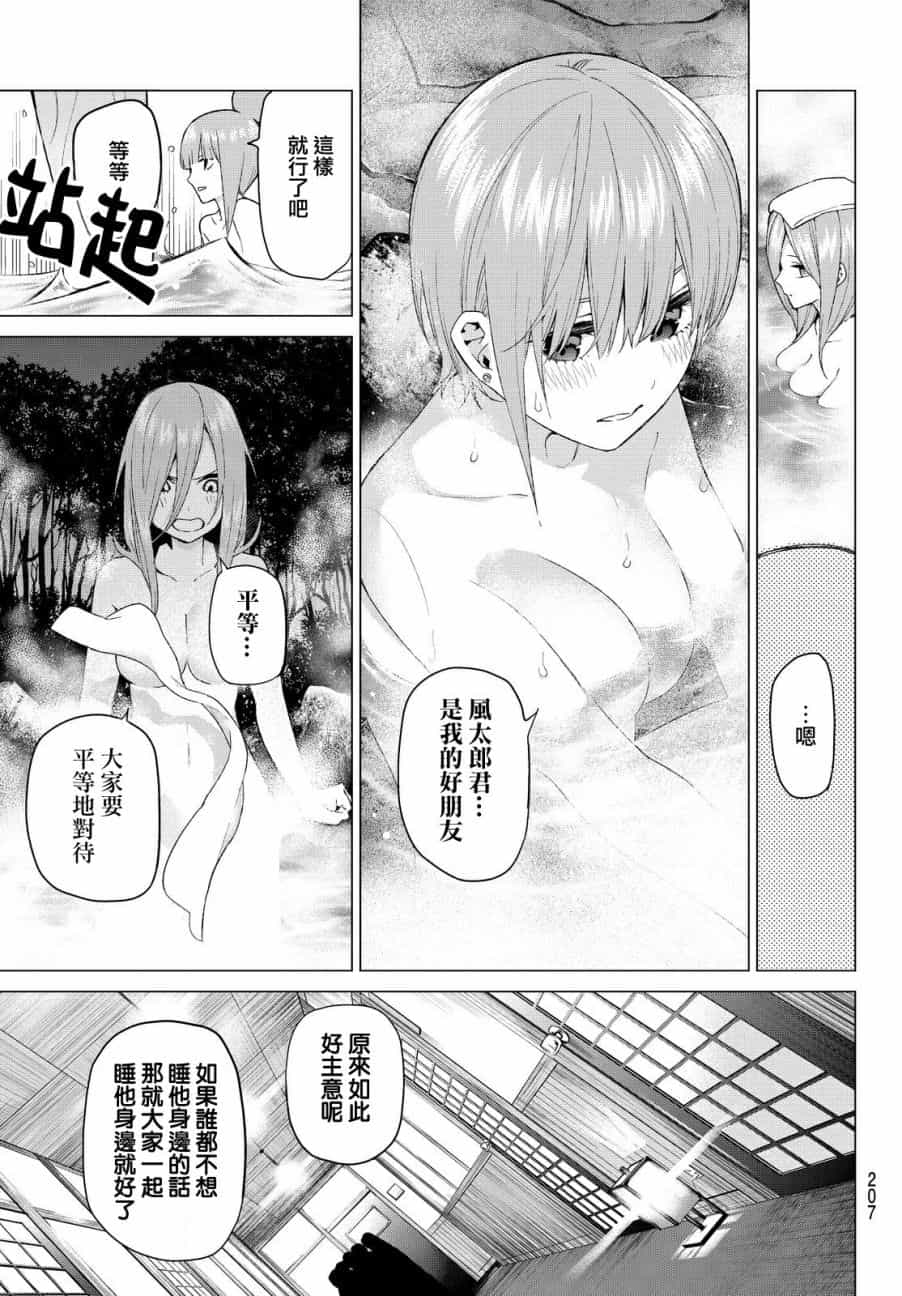 …嗯
風太郎君…
是我的好朋友
這樣
就行了吧
等等
站起
平等…
大家要
平等地對待
原來如此
好主意呢
如果誰都不想
睡他身邊的話
那就大家一起
睡他身邊就好了
207